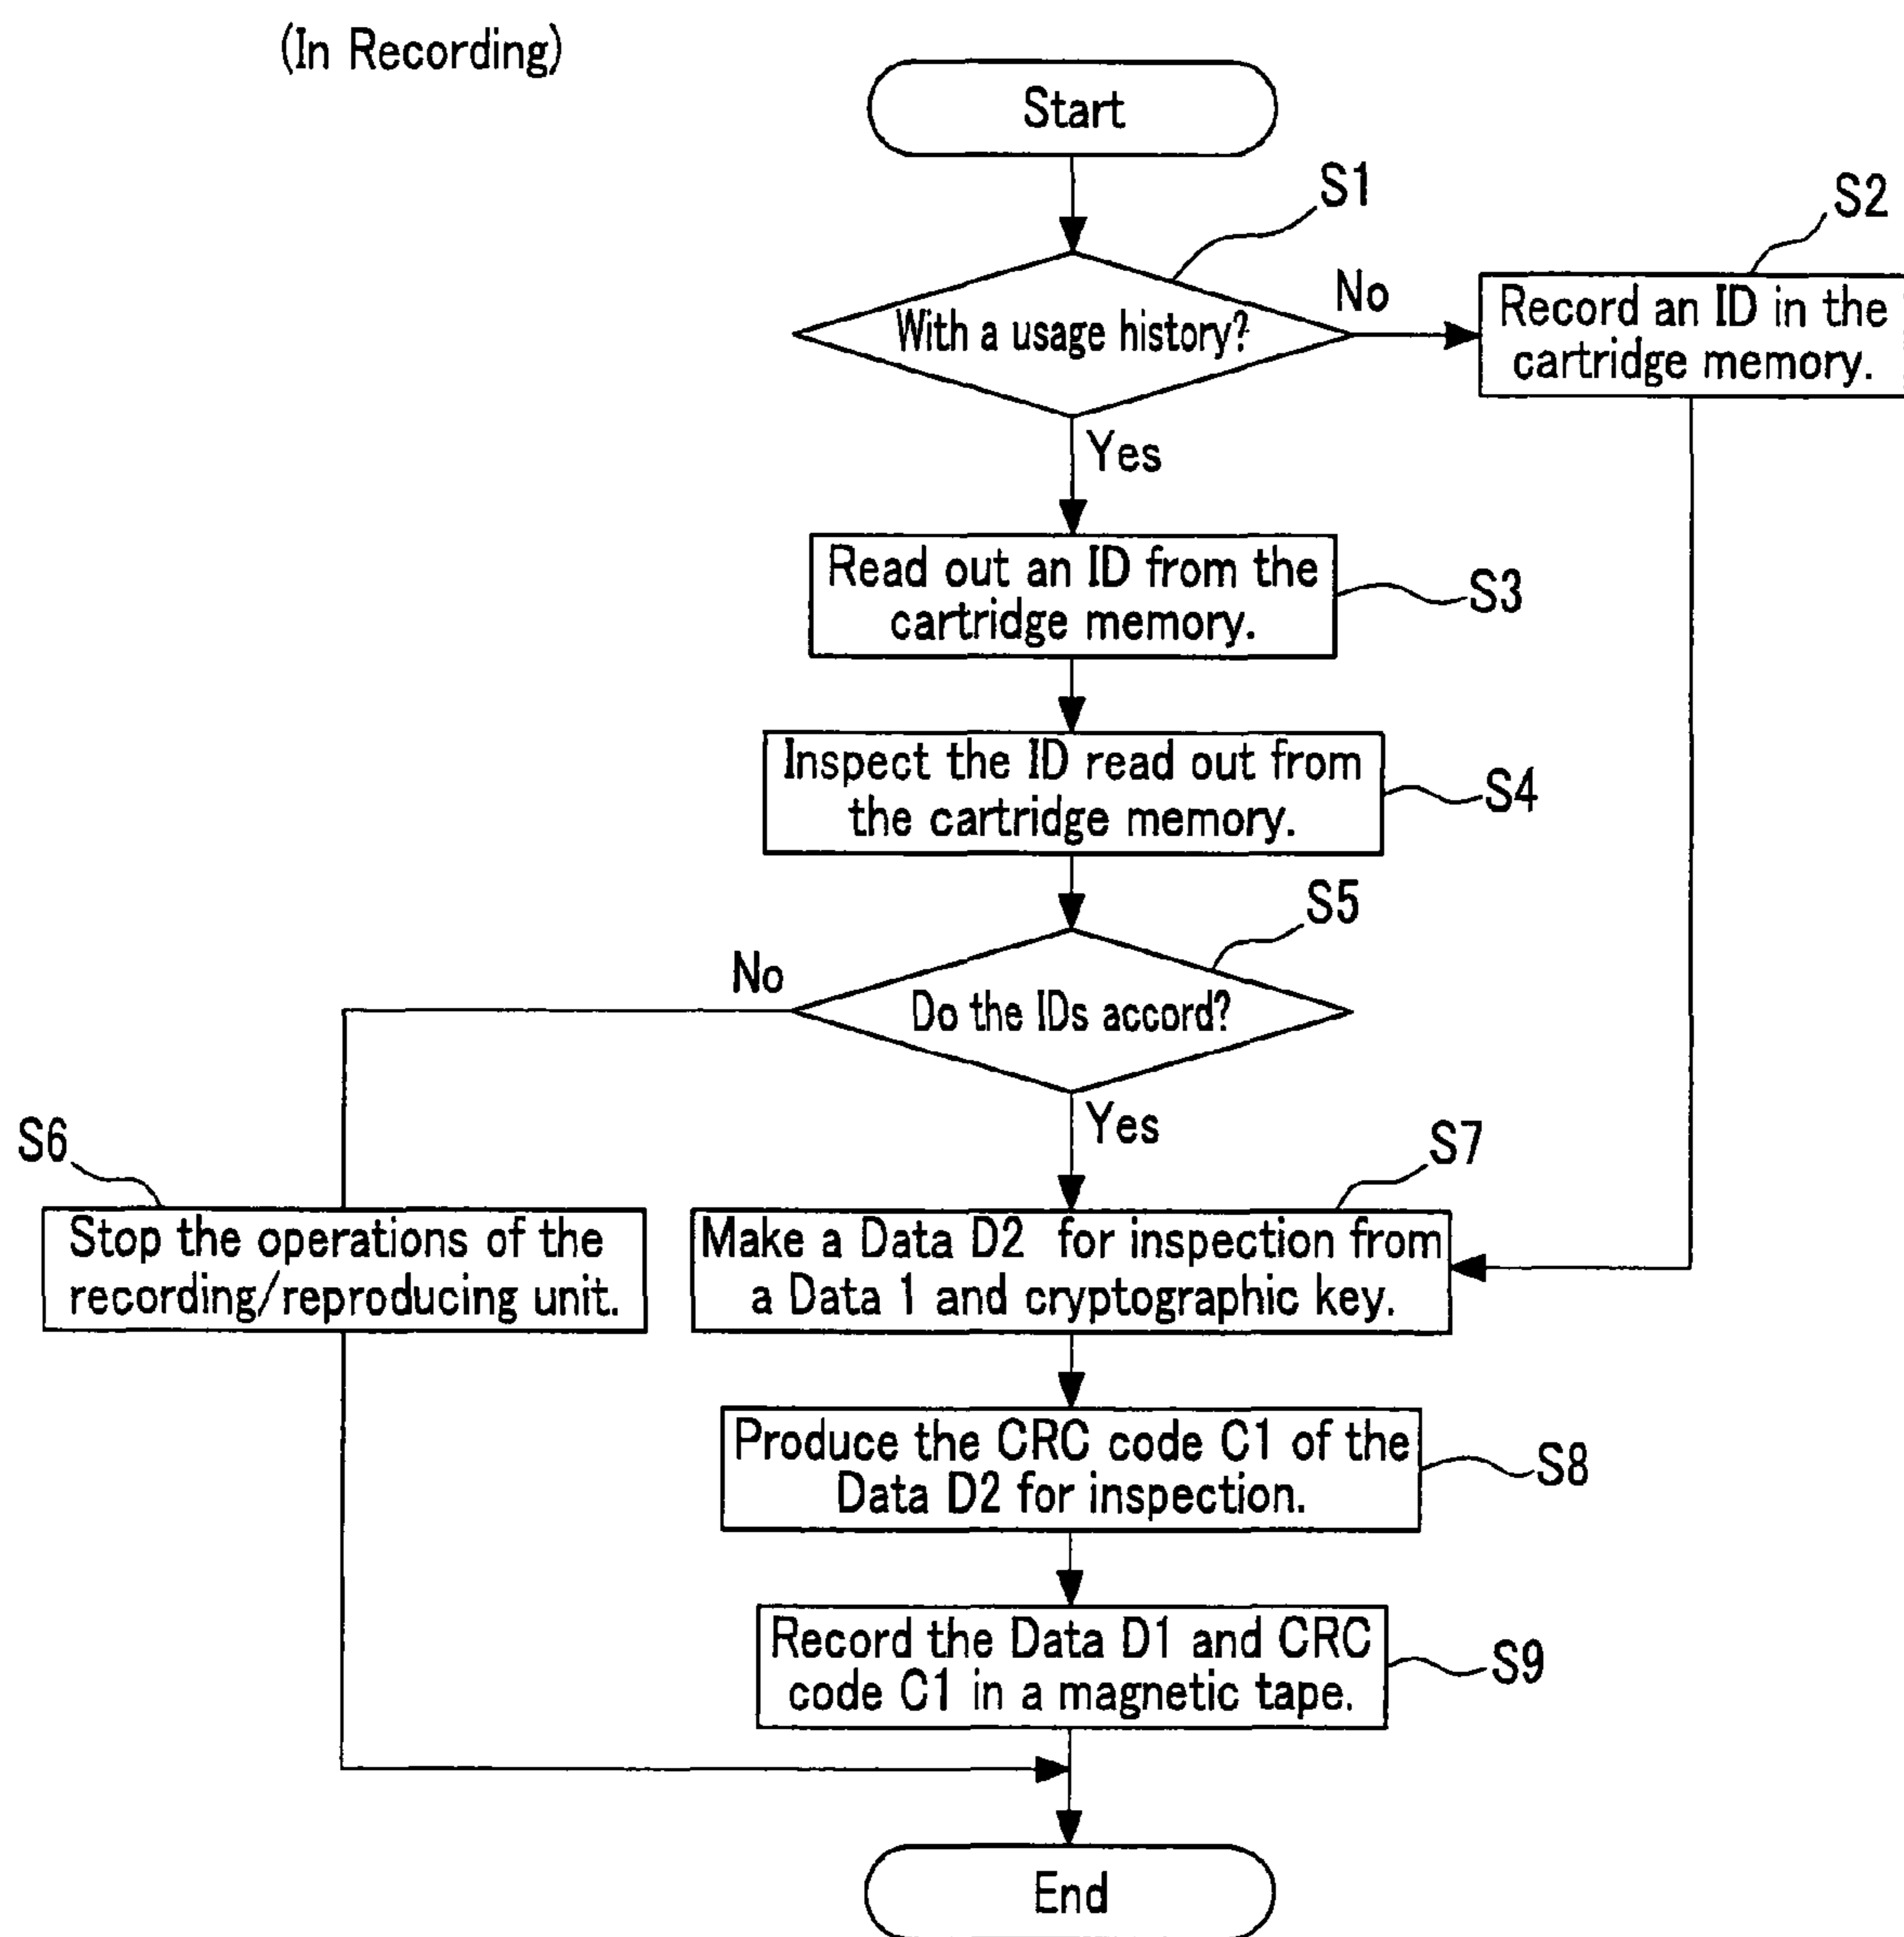 (In Recording)
Start
S1
S2
With a usage history?
No
Record an ID in the
cartridge memory.
Yes
Read out an ID from the
cartridge memory.
S3
Inspect the ID read out from
the cartridge memory.
S4
S5
No
Do the IDs accord?
Yes
S6
S7
Stop the operations of the
recording/reproducing unit.
Make a Data D2 for inspection from
a Data 1 and cryptographic key.
Produce the CRC code C1 of the
Data D2 for inspection.
S8
Record the Data D1 and CRC
code C1 in a magnetic tape.
S9
End